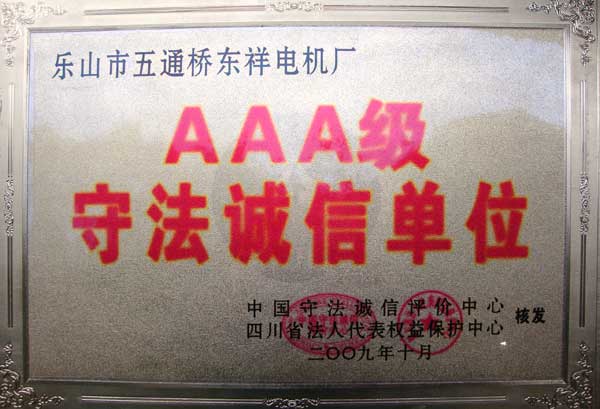 乐山市五通桥东祥电机厂
AAA级
守法诚信单位
中国守法诚信评价中心
四川省法人代表权益保护中心
核发
二〇〇九年十月